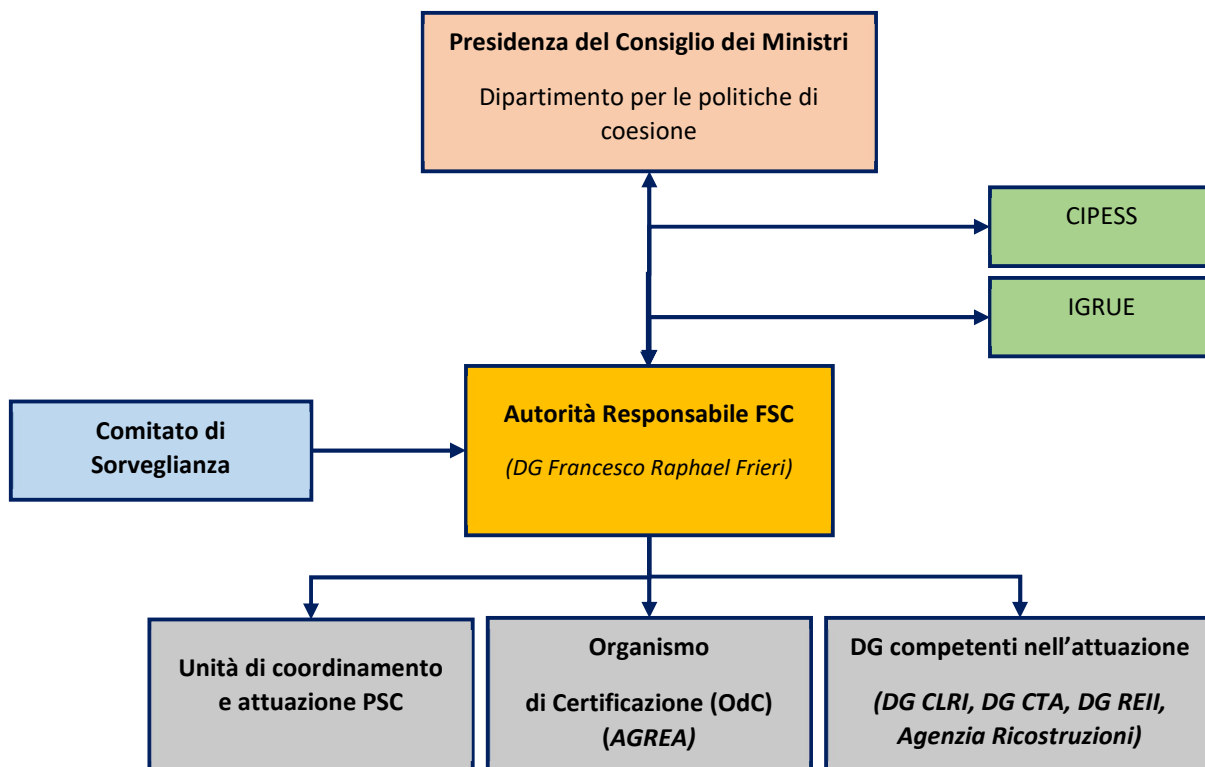 Presidenza del Consiglio dei Ministri
Dipartimento per le politiche di
coesione
CIPESS
IGRUE
Autorità Responsabile FSC
(DG Francesco Raphael Frieri)
Comitato di
Sorveglianza
Unità di coordinamento
e attuazione PSC
Organismo
di Certificazione (OdC)
(AGREA)
DG competenti nell’attuazione
(DG CLRI, DG CTA, DG REII,
Agenzia Ricostruzioni)